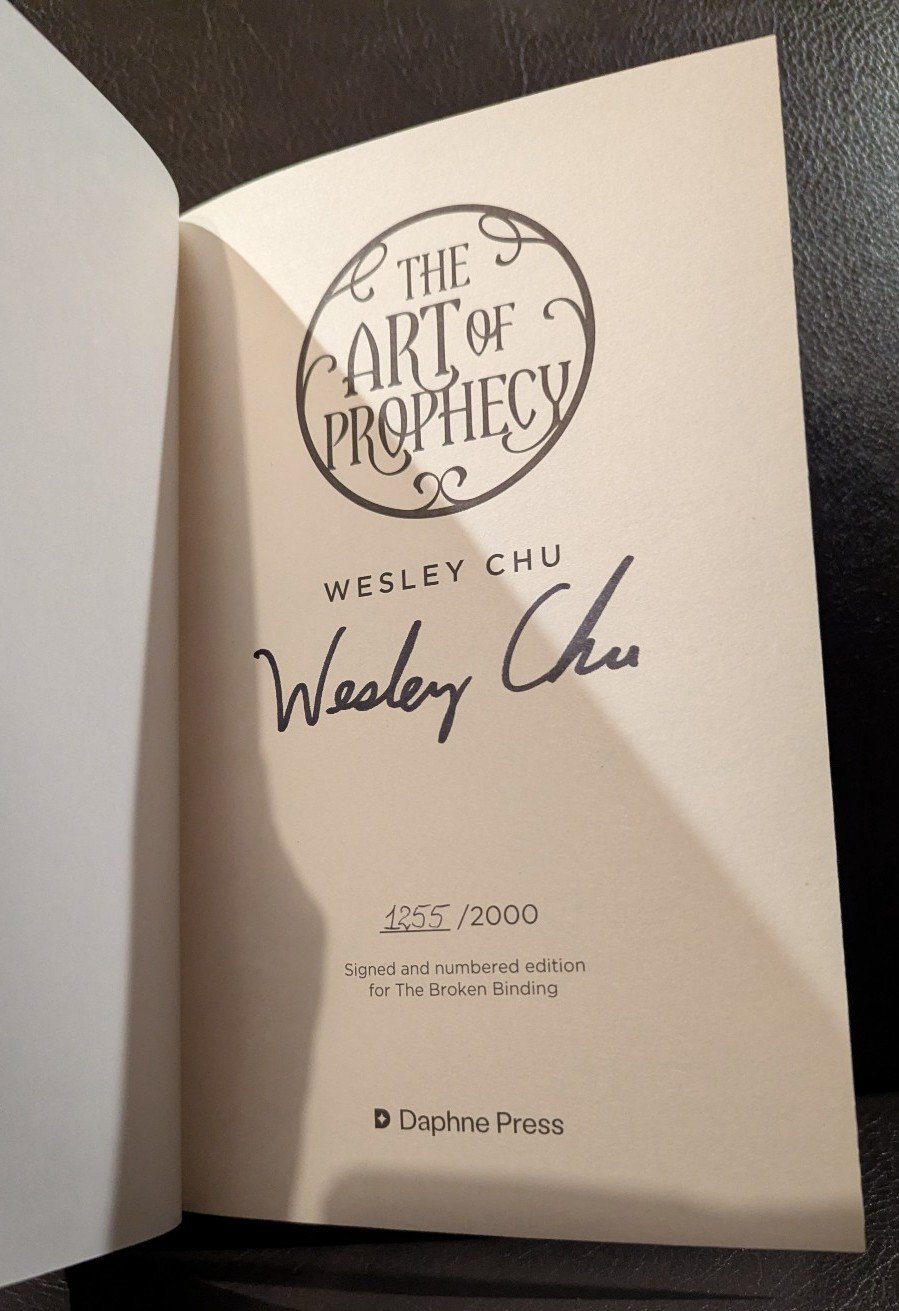 THE
ART OF
PROPHECY
WESLEY CHU
Wesley Chu
1255 /2000
Signed and numbered edition
for The Broken Binding
Daphne Press